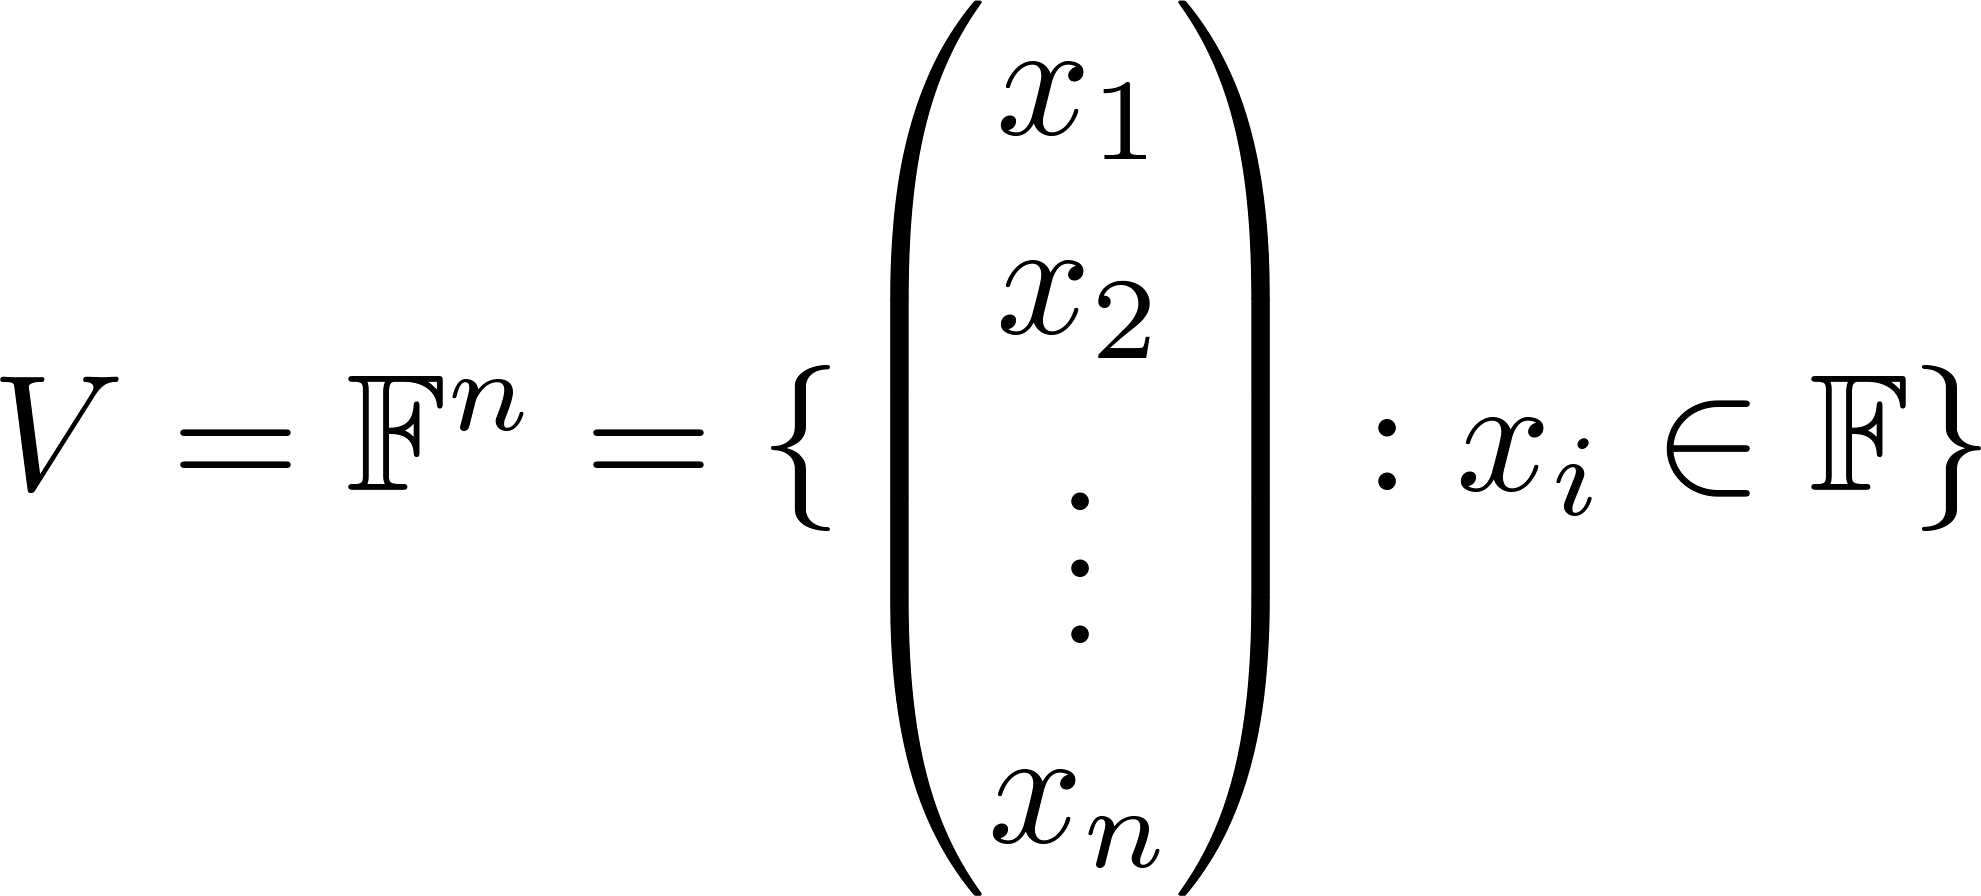 V = 𝔽ⁿ = { ( x₁ x₂ ⋮ xₙ ) : xᵢ ∈ 𝔽 }